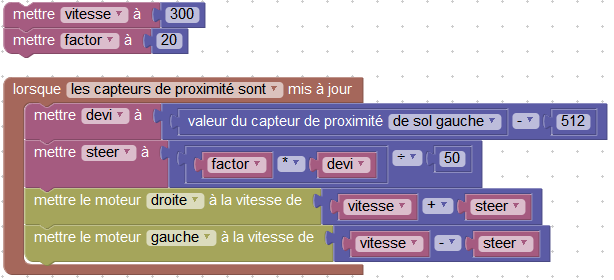 mettre vitesse à 300
mettre factor à 20
lorsque les capteurs de proximité sont mis à jour
mettre devi à valeur du capteur de proximité de sol gauche - 512
mettre steer à factor * devi ÷ 50
mettre le moteur droite à la vitesse de vitesse + steer
mettre le moteur gauche à la vitesse de vitesse - steer